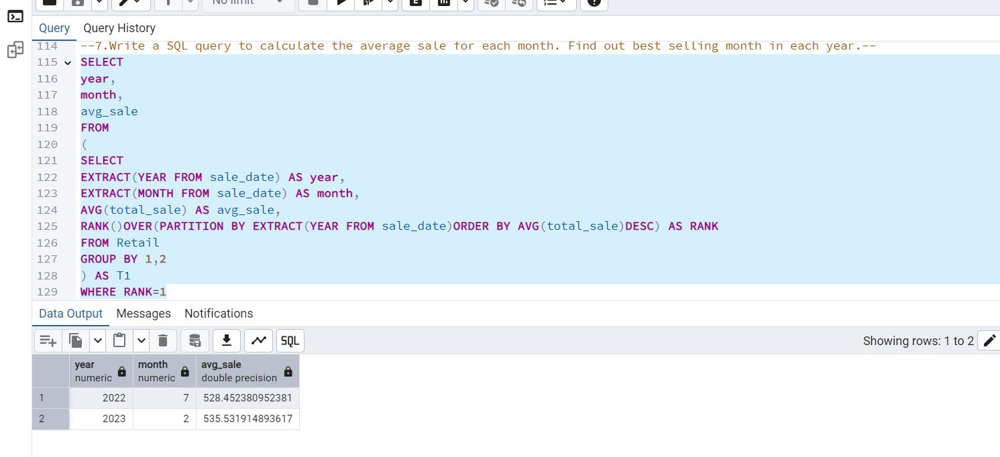 No limit
Query Query History
114 --7.Write a SQL query to calculate the average sale for each month. Find out best selling month in each year.--
115 SELECT
116 year,
117 month,
118 avg_sale
119 FROM
120 (
121 SELECT
122 EXTRACT(YEAR FROM sale_date) AS year,
123 EXTRACT(MONTH FROM sale_date) AS month,
124 AVG(total_sale) AS avg_sale,
125 RANK()OVER(PARTITION BY EXTRACT(YEAR FROM sale_date)ORDER BY AVG(total_sale)DESC) AS RANK
126 FROM Retail
127 GROUP BY 1,2
128 ) AS T1
129 WHERE RANK=1
Data Output Messages Notifications
SQL Showing rows: 1 to 2
year month avg_sale
numeric numeric double precision
1 2022 7 528.452380952381
2 2023 2 535.531914893617